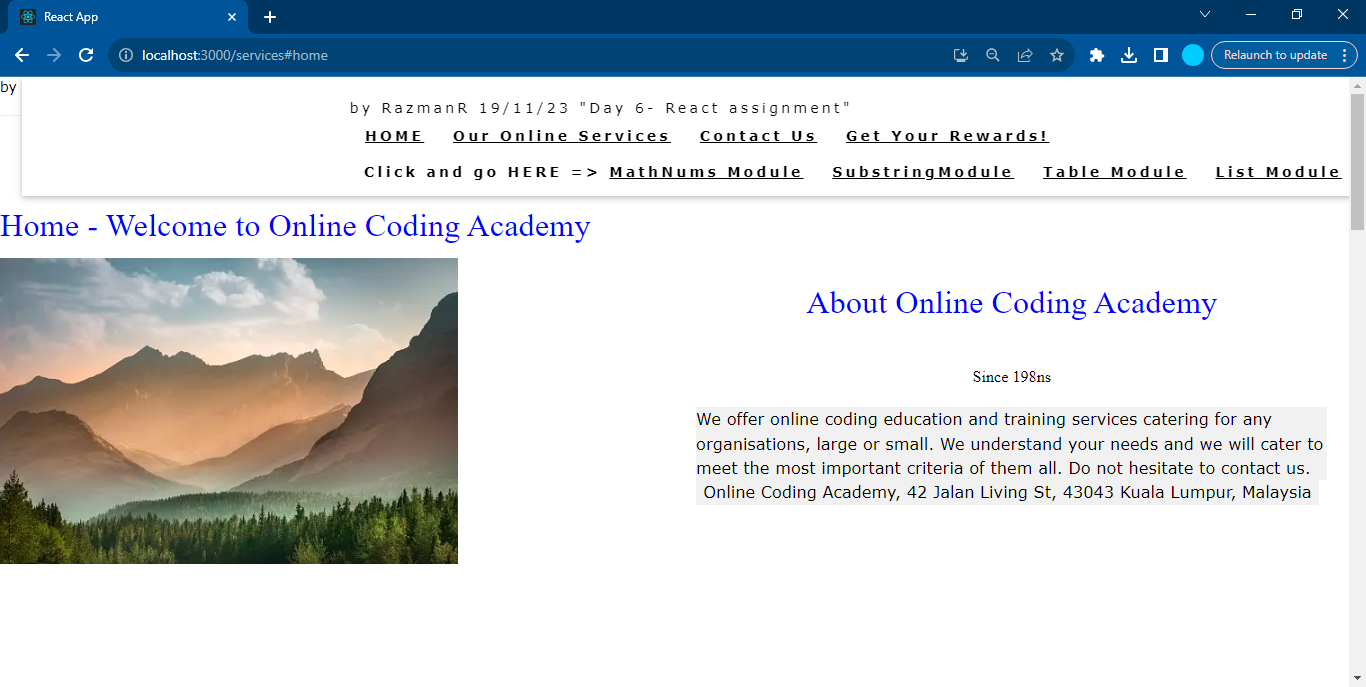 React App
localhost:3000/services#home
Relaunch to update
by
by RazmanR 19/11/23 "Day 6- React assignment"
HOME Our Online Services Contact Us Get Your Rewards!
Click and go HERE => MathNums Module SubstringModule Table Module List Module
Home - Welcome to Online Coding Academy
About Online Coding Academy
Since 198ns
We offer online coding education and training services catering for any
organisations, large or small. We understand your needs and we will cater to
meet the most important criteria of them all. Do not hesitate to contact us.
Online Coding Academy, 42 Jalan Living St, 43043 Kuala Lumpur, Malaysia